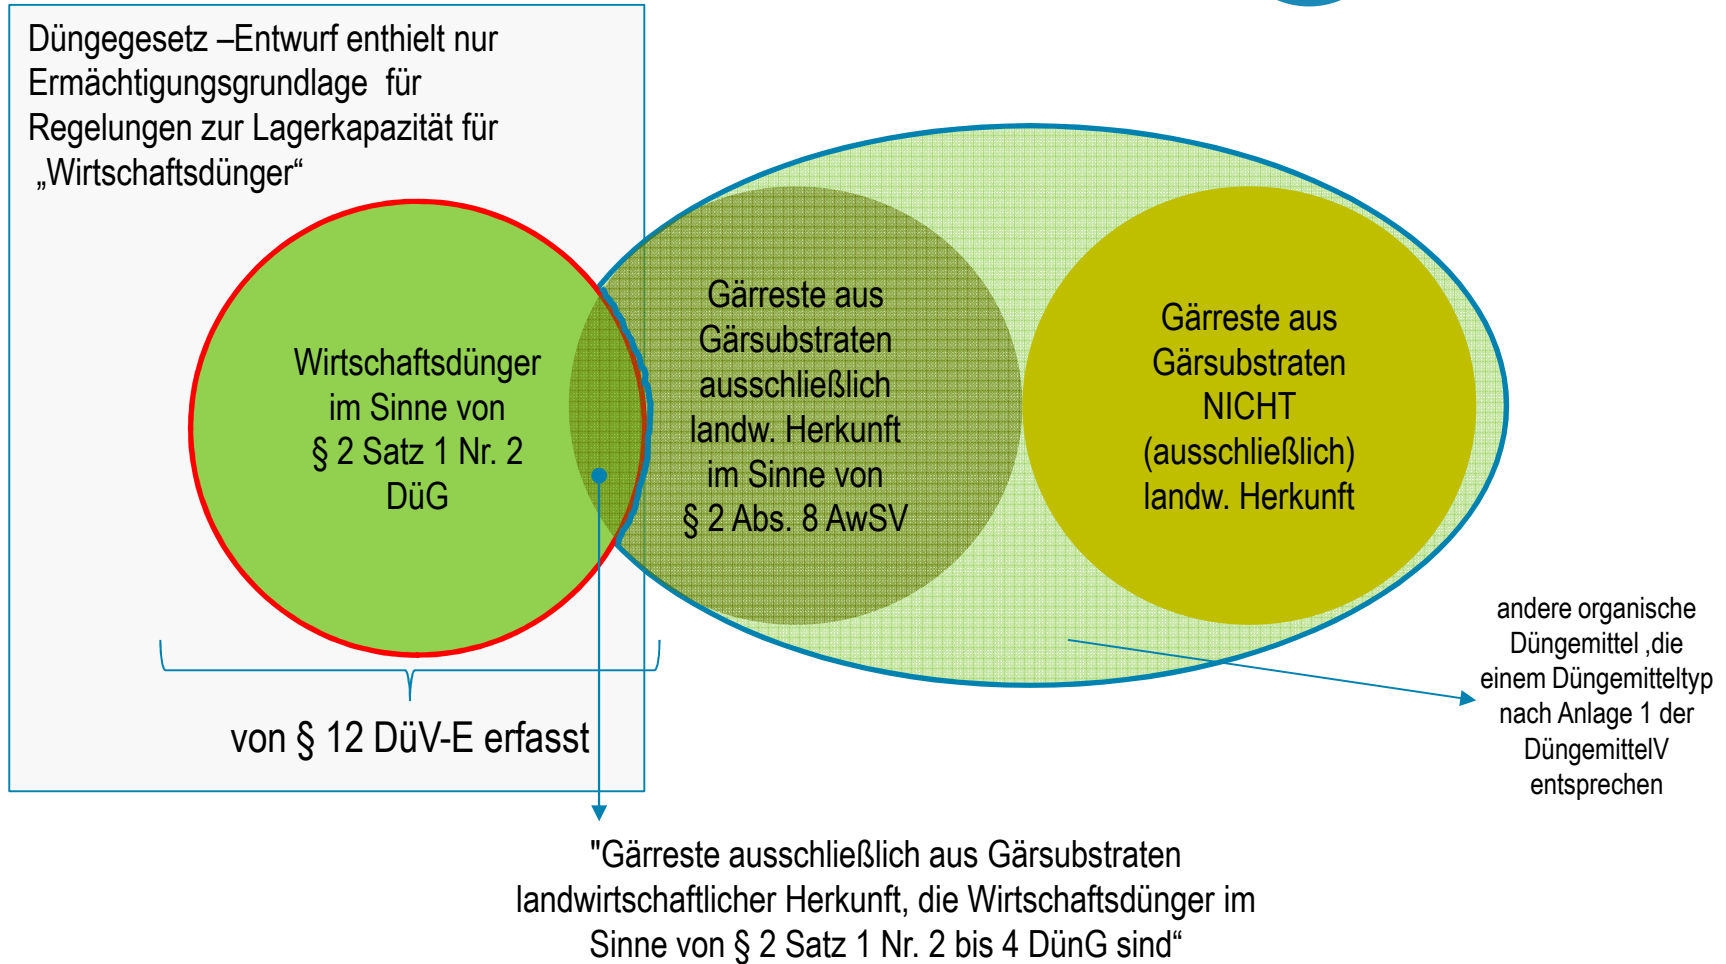 Düngegesetz –Entwurf enthielt nur
Ermächtigungsgrundlage für
Regelungen zur Lagerkapazität für
„Wirtschaftsdünger“
Wirtschaftsdünger
im Sinne von
§ 2 Satz 1 Nr. 2
DüG
Gärreste aus
Gärsubstraten
ausschließlich
landw. Herkunft
im Sinne von
§ 2 Abs. 8 AwSV
Gärreste aus
Gärsubstraten
NICHT
(ausschließlich)
landw. Herkunft
andere organische
Düngemittel ,die
einem Düngemitteltyp
nach Anlage 1 der
DüngemittelV
entsprechen
von § 12 DüV-E erfasst
"Gärreste ausschließlich aus Gärsubstraten
landwirtschaftlicher Herkunft, die Wirtschaftsdünger im
Sinne von § 2 Satz 1 Nr. 2 bis 4 DünG sind“